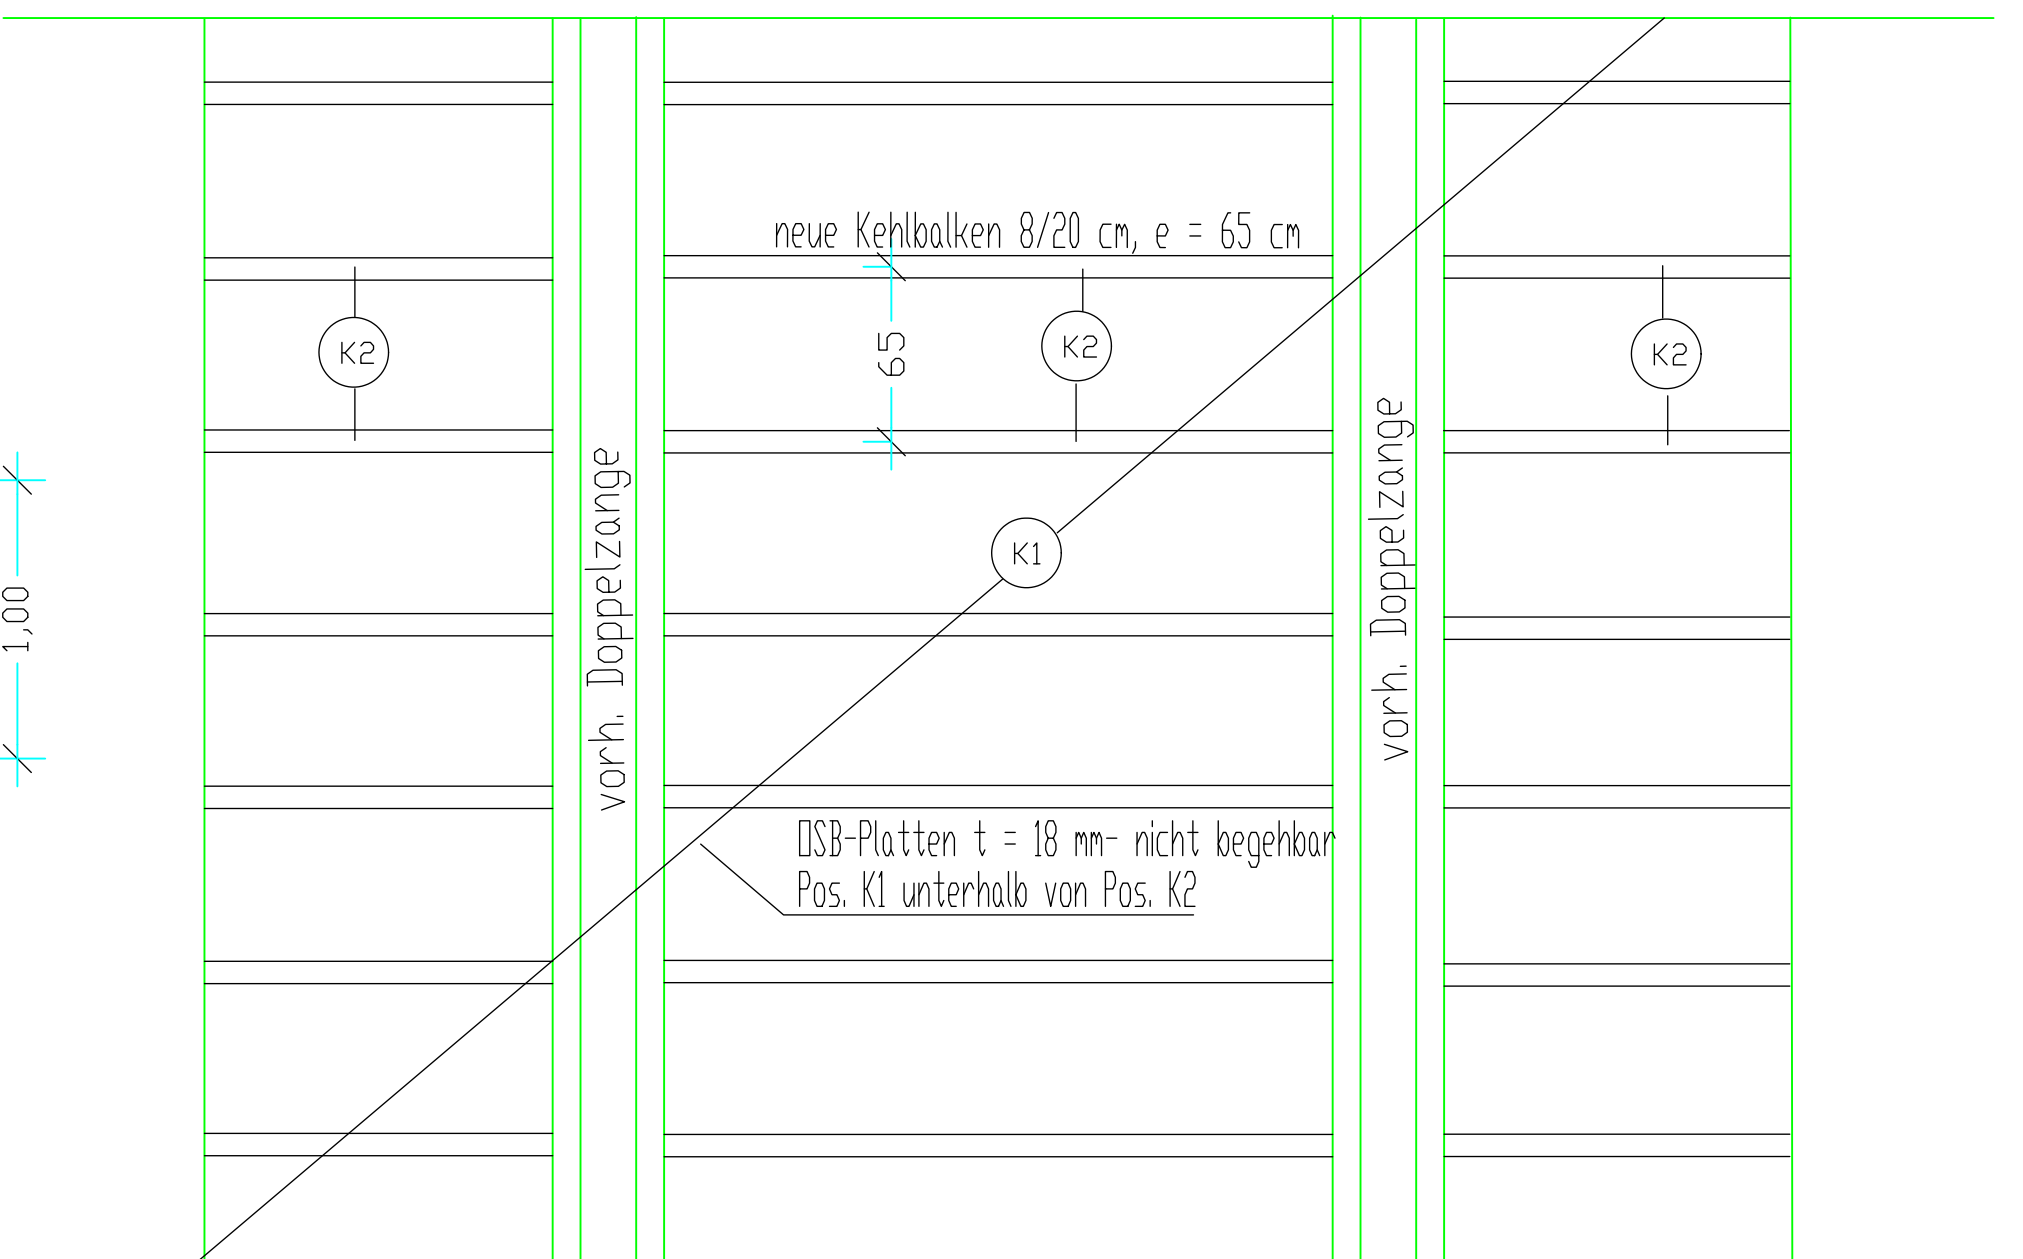 neue Kehlbalken 8/20 cm, e = 65 cm
K2
65
K2
K2
vorh. Doppelzange
vorh. Doppelzange
K1
1,00
OSB-Platten t = 18 mm- nicht begehbar
Pos. K1 unterhalb von Pos. K2